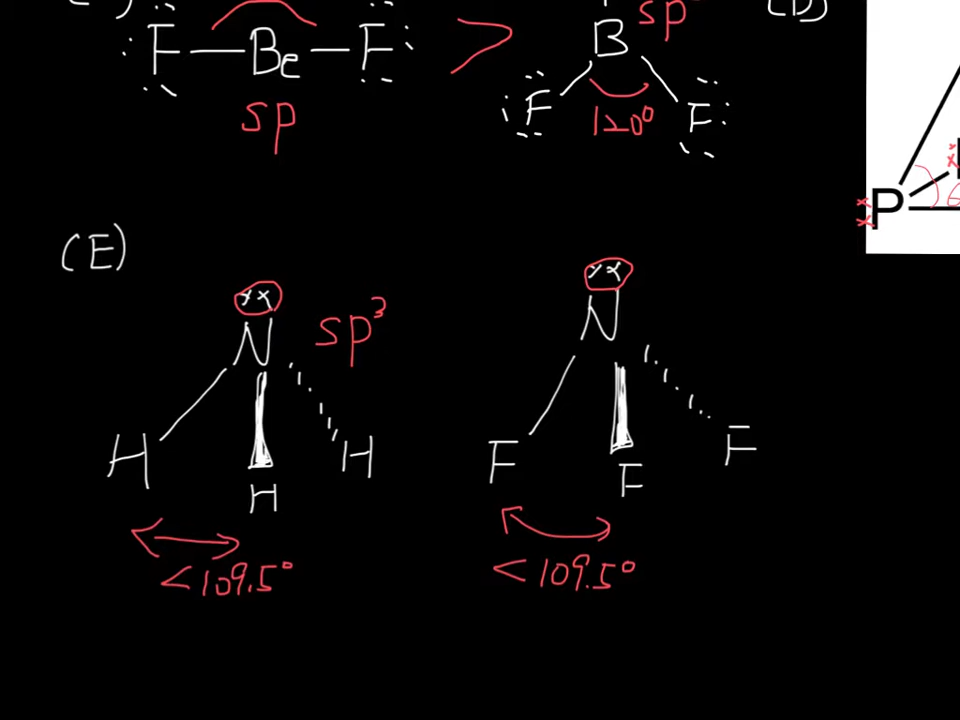 F — Be — F
sp
>
sp
B
F F
120°
P
(E)
N
sp³
H H H
<109.5°
N
F F F
<109.5°